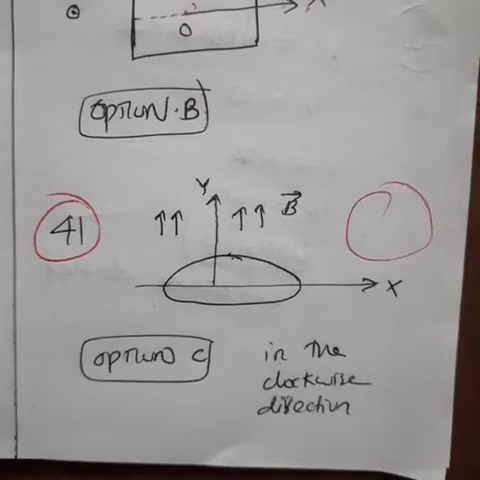 O
OPTION.B
Y
B
41
X
OPTION C
in the
clockwise
direction